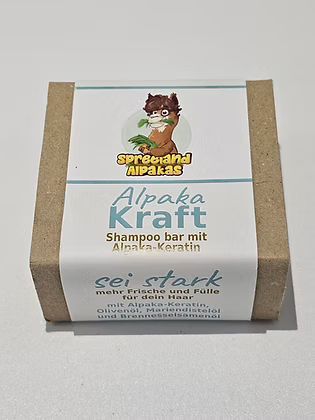 Spreeland
Alpakas
Alpaka
Kraft
Shampoo bar mit
Alpaka-Keratin
sei stark
mehr Frische und Fülle
für dein Haar
mit Alpaka-Keratin,
Olivenöl, Mariendistelöl
und Brennesselsamenöl